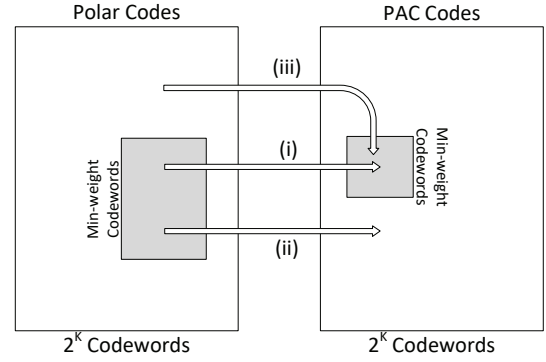 Polar Codes
PAC Codes
(iii)
(i)
(ii)
Min-weight
Codewords
Min-weight
Codewords
2^K Codewords
2^K Codewords